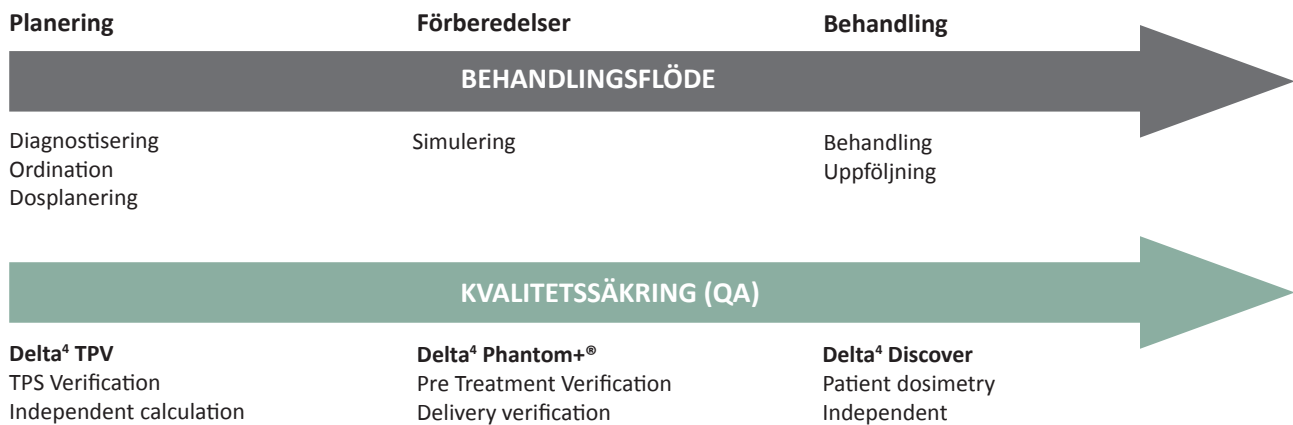 Planering
Förberedelser
Behandling
BEHANDLINGSFLÖDE
Diagnostisering
Ordination
Dosplanering
Simulering
Behandling
Uppföljning
KVALITETSSÄKRING (QA)
Delta⁴ TPV
TPS Verification
Independent calculation
Delta⁴ Phantom+®
Pre Treatment Verification
Delivery verification
Delta⁴ Discover
Patient dosimetry
Independent